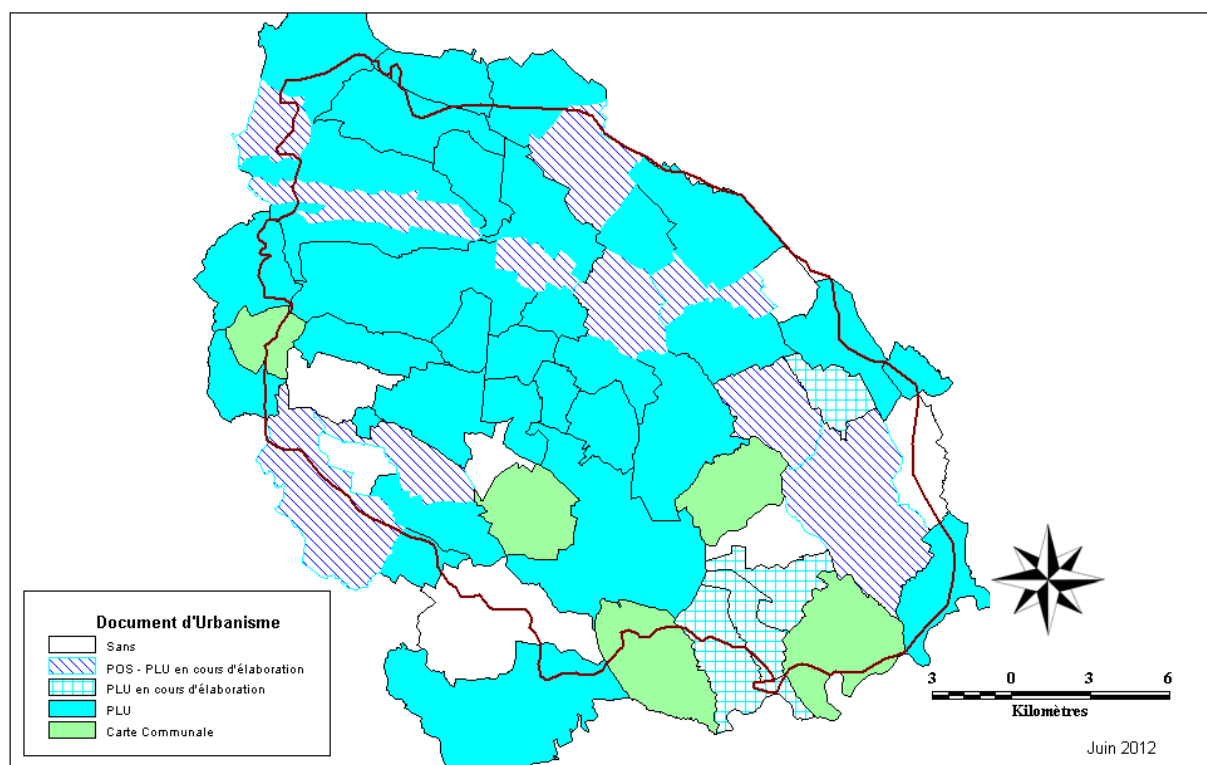 Document d'Urbanisme
Sans
POS - PLU en cours d'élaboration
PLU en cours d'élaboration
PLU
Carte Communale
3 0 3 6
Kilomètres
Juin 2012